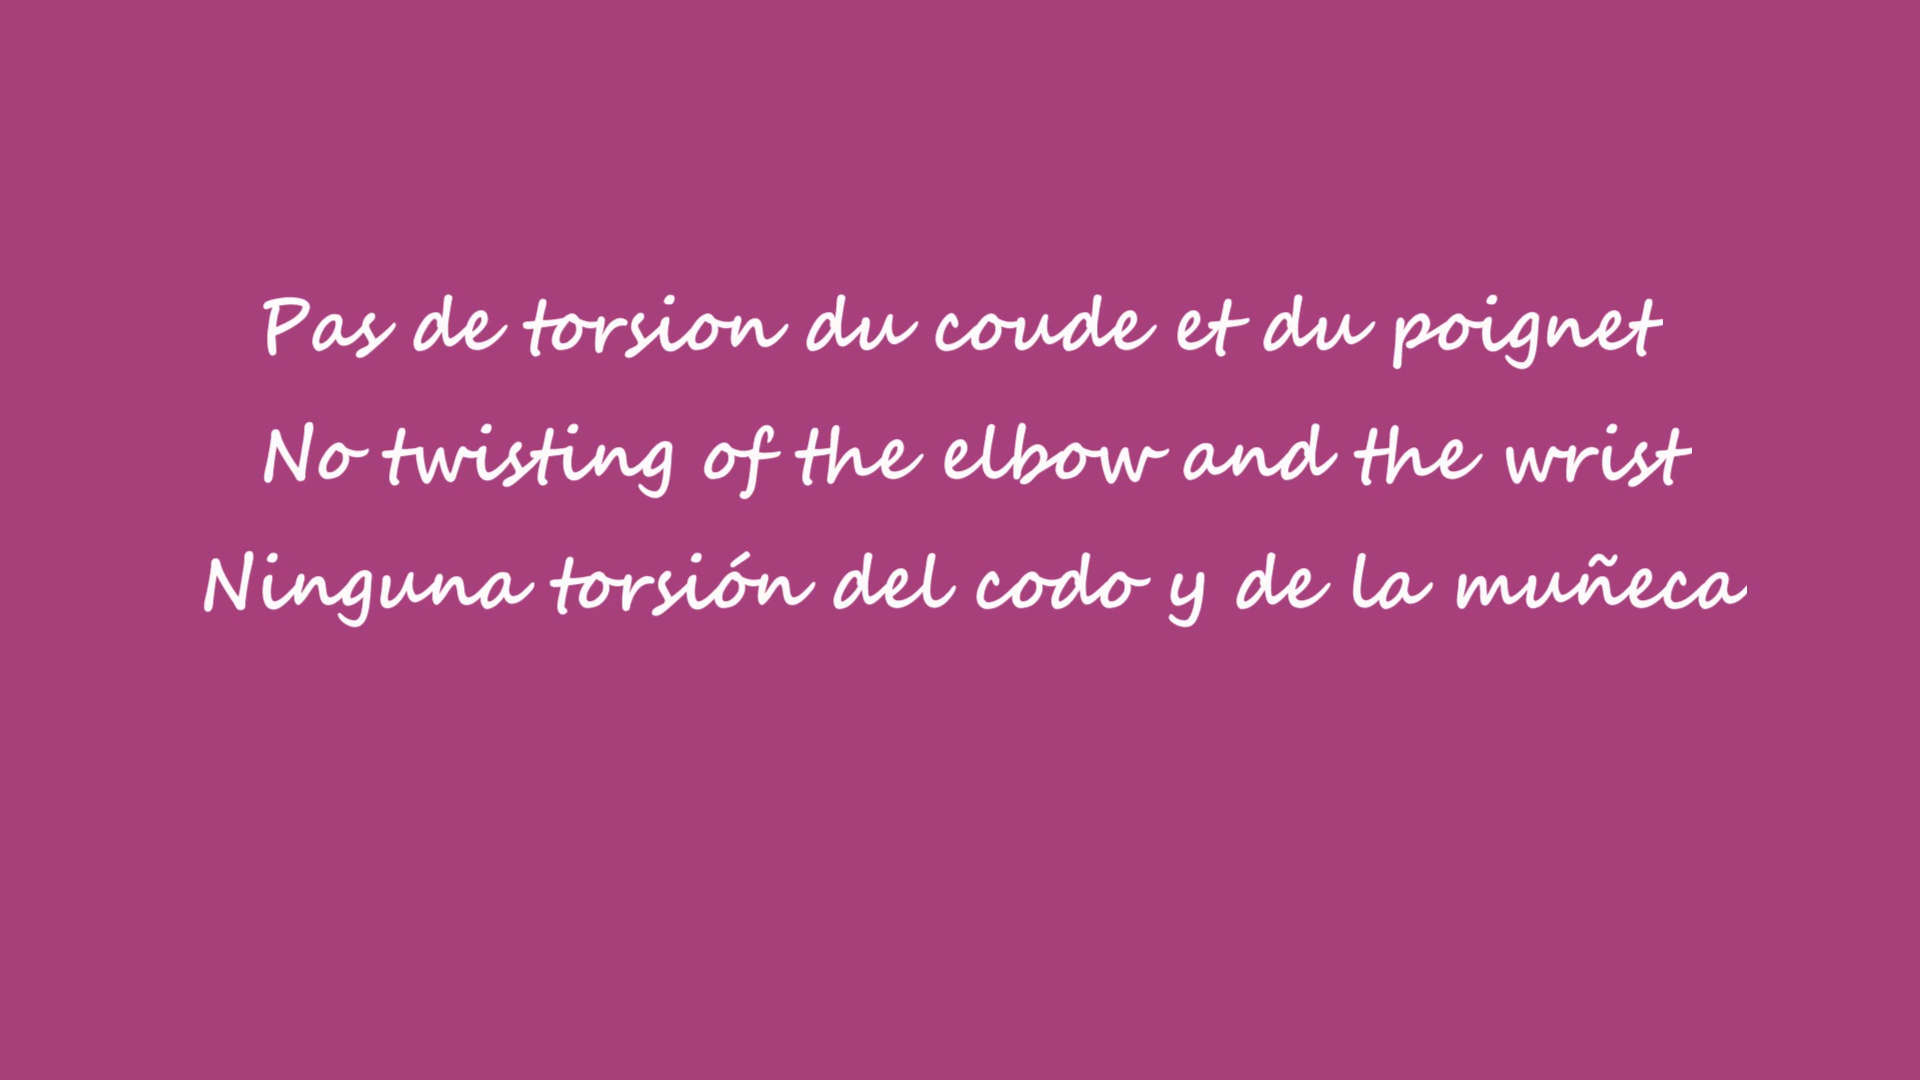 Pas de torsion du coude et du poignet
No twisting of the elbow and the wrist
Ninguna torsión del codo y de la muñeca